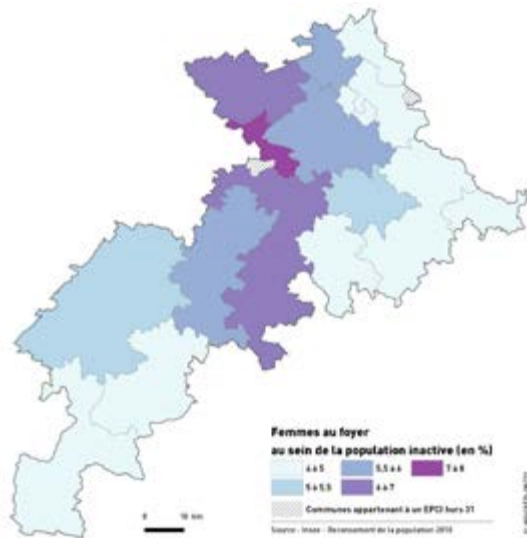 Femmes au foyer
au sein de la population inactive (en %)
4 à 5
5,5 à 6
7 à 8
5 à 5,5
6 à 7
Communes appartenant à un EPCI hors 31
Source - Insee - Recensement de la population 2010
10 km